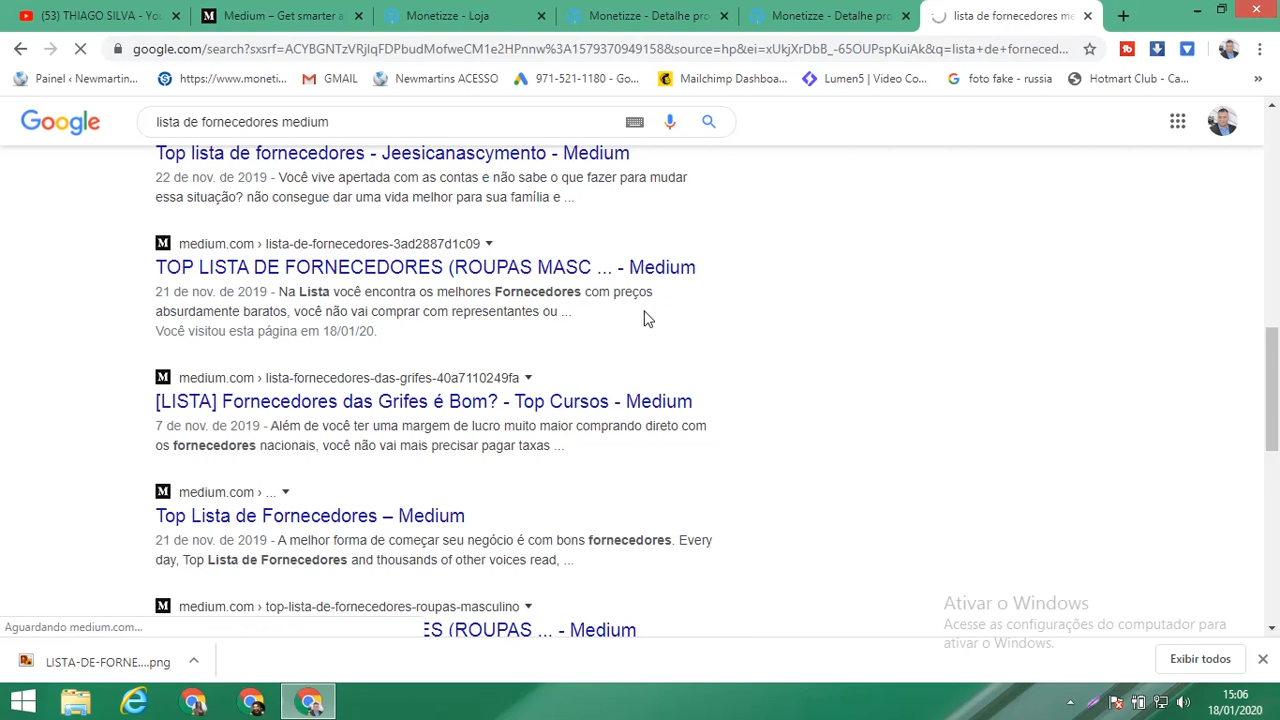 (53) THIAGO SILVA - You
Medium – Get smarter a
Monetizze - Loja
Monetizze - Detalhe pro
Monetizze - Detalhe pro
lista de fornecedores me
google.com/search?sxsrf=ACYBGNTzVRjIqFDPbudMofweCM1e2HPnnw%3A1579370949158&source=hp&ei=xUkjXrDbB_-65OUPspKuiAk&q=lista+de+forneced...
Painel ‹ Newmartin...
https://www.moneti...
GMAIL
Newmartins ACESSO
971-521-1180 - Go...
Mailchimp Dashboa...
Lumen5 | Video Co...
foto fake - russia
Hotmart Club - Ca...
»
Google
lista de fornecedores medium
Top lista de fornecedores - Jeesicanascymento - Medium
22 de nov. de 2019 - Você vive apertada com as contas e não sabe o que fazer para mudar
essa situação? não consegue dar uma vida melhor para sua família e ...
medium.com › lista-de-fornecedores-3ad2887d1c09
TOP LISTA DE FORNECEDORES (ROUPAS MASC ... - Medium
21 de nov. de 2019 - Na Lista você encontra os melhores Fornecedores com preços
absurdamente baratos, você não vai comprar com representantes ou ...
Você visitou esta página em 18/01/20.
medium.com › lista-fornecedores-das-grifes-40a7110249fa
[LISTA] Fornecedores das Grifes é Bom? - Top Cursos - Medium
7 de nov. de 2019 - Além de você ter uma margem de lucro muito maior comprando direto com
os fornecedores nacionais, você não vai mais precisar pagar taxas ...
medium.com › ...
Top Lista de Fornecedores – Medium
21 de nov. de 2019 - A melhor forma de começar seu negócio é com bons fornecedores. Every
day, Top Lista de Fornecedores and thousands of other voices read, ...
medium.com › top-lista-de-fornecedores-roupas-masculino
ES (ROUPAS ... - Medium
Aguardando medium.com...
Ativar o Windows
Acesse as configurações do computador para
ativar o Windows.
LISTA-DE-FORNE....png
Exibir todos
15:06
18/01/2020